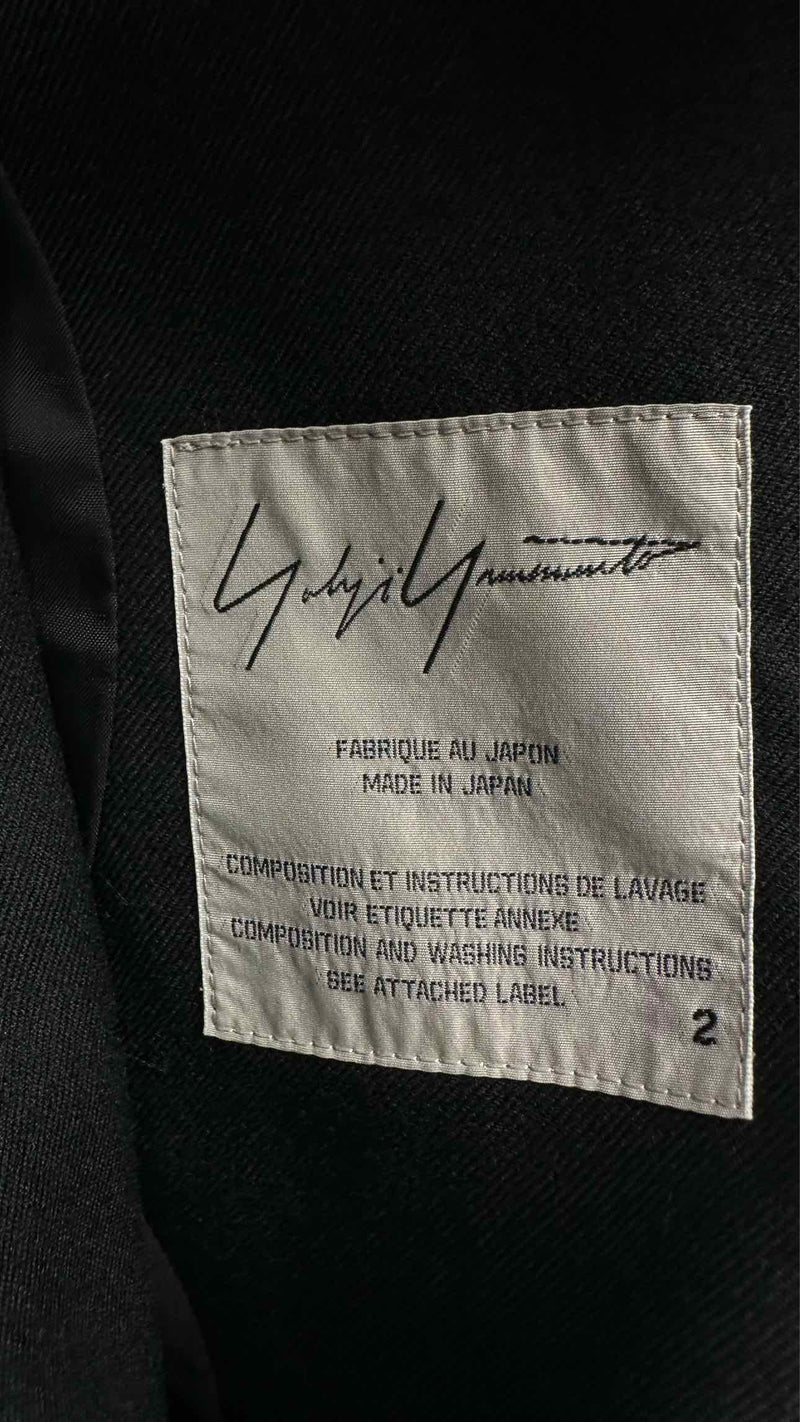 Yohji Yamamoto
FABRIQUE AU JAPON
MADE IN JAPAN
COMPOSITION ET INSTRUCTIONS DE LAVAGE
VOIR ETIQUETTE ANNEXE
COMPOSITION AND WASHING INSTRUCTIONS
SEE ATTACHED LABEL
2